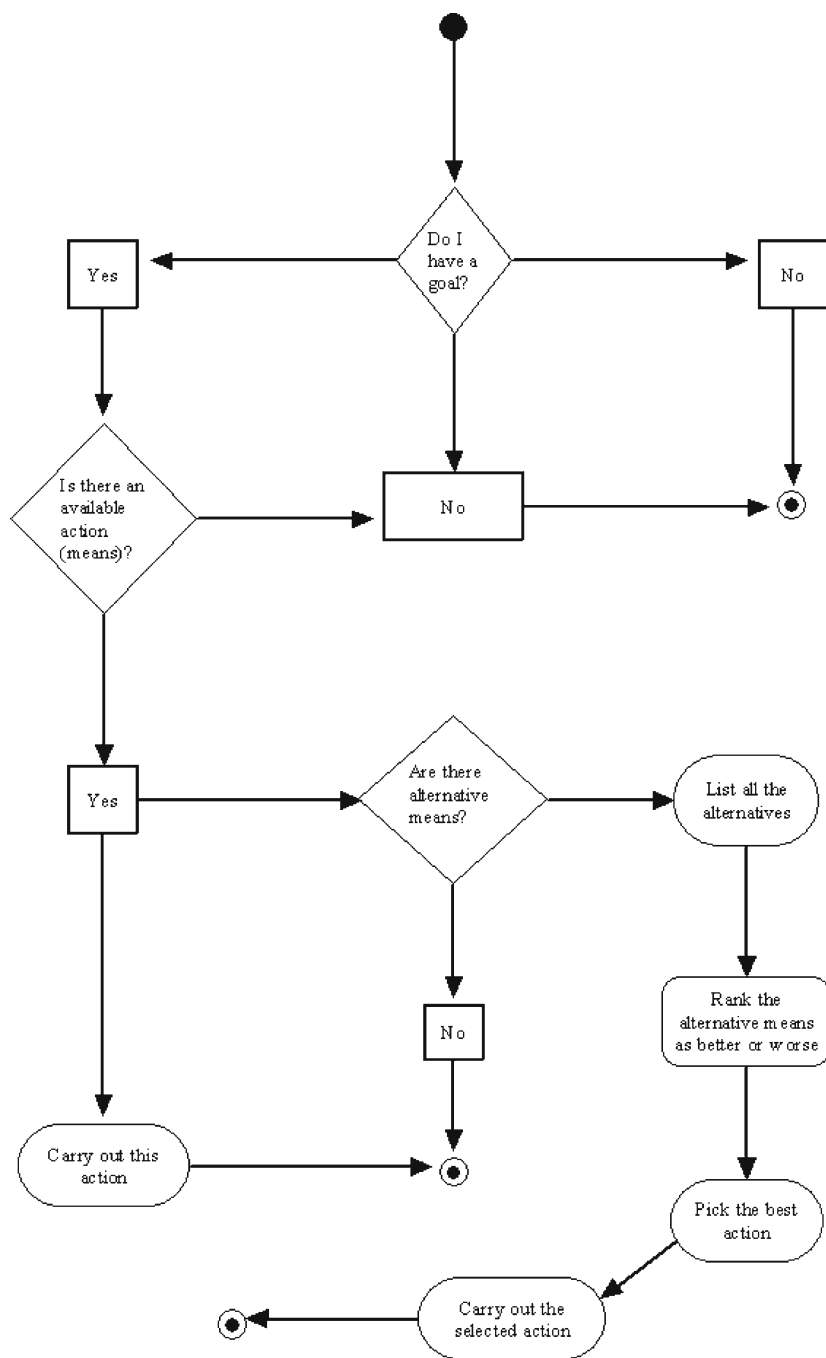 Do I
have a
goal?
Yes
No
Is there an
available
action
(means)?
No
Yes
Are there
alternative
means?
List all the
alternatives
Rank the
alternative means
as better or worse
No
Carry out this
action
Pick the best
action
Carry out the
selected action